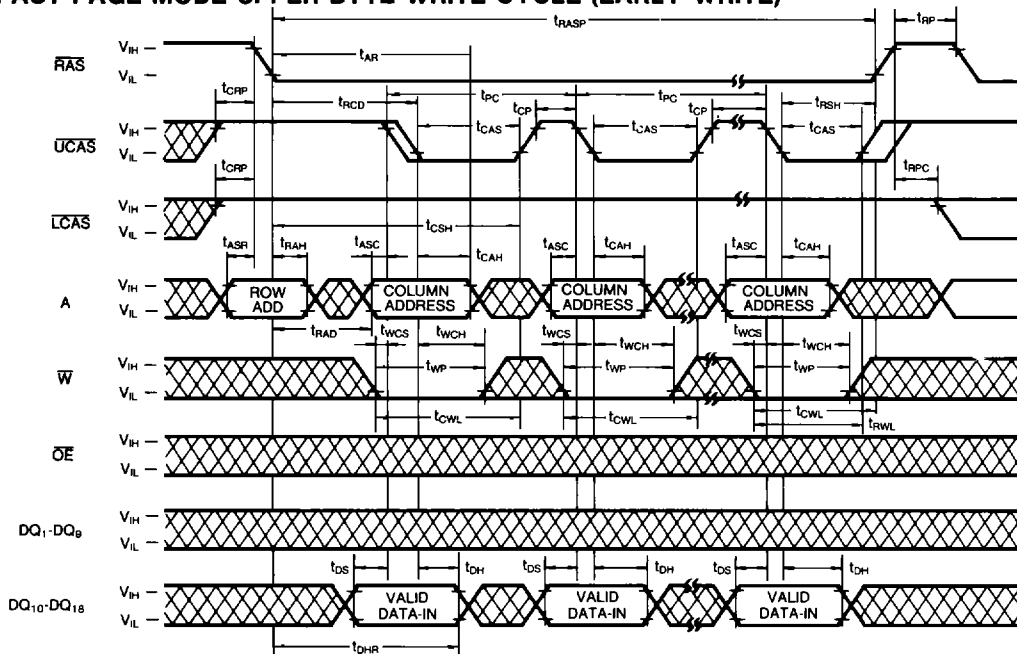 FAST PAGE MODE UPPER BYTE WRITE CYCLE (EARLY WRITE)
tRASP
tRP
RAS
VIH
VIL
tAR
tCRP
tRCD
tPC
tPC
tCP
tCP
tRSH
UCAS
VIH
VIL
tCAS
tCAS
tCAS
tCRP
tRPC
LCAS
VIH
VIL
tCSH
tASR
tRAH
tASC
tCAH
tASC
tCAH
tASC
tCAH
A
VIH
VIL
ROW ADD
COLUMN ADDRESS
COLUMN ADDRESS
COLUMN ADDRESS
tRAD
tWCS
tWCH
tWCS
tWCH
tWCS
tWCH
W
VIH
VIL
tWP
tWP
tWP
tCWL
tCWL
tCWL
tRWL
OE
VIH
VIL
DQ1-DQ9
VIH
VIL
tDS
tDH
tDS
tDH
tDS
tDH
DQ10-DQ18
VIH
VIL
VALID DATA-IN
VALID DATA-IN
VALID DATA-IN
tDHR